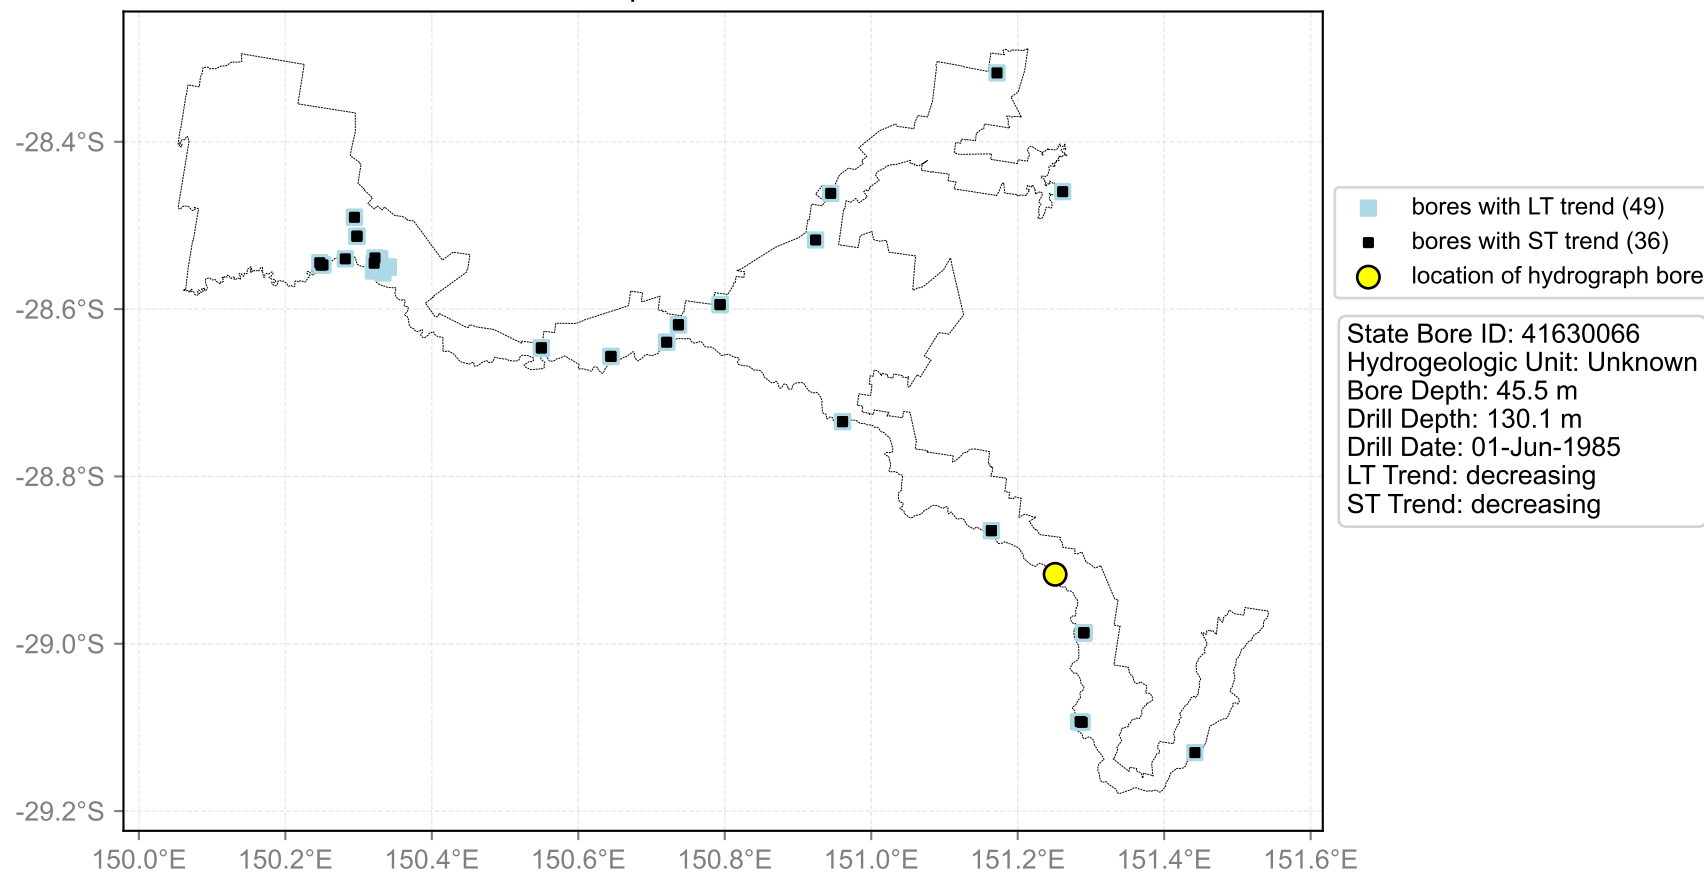 -28.4°S
-28.6°S
-28.8°S
-29.0°S
-29.2°S
150.0°E 150.2°E 150.4°E 150.6°E 150.8°E 151.0°E 151.2°E 151.4°E 151.6°E
bores with LT trend (49)
bores with ST trend (36)
location of hydrograph bore
State Bore ID: 41630066
Hydrogeologic Unit: Unknown
Bore Depth: 45.5 m
Drill Depth: 130.1 m
Drill Date: 01-Jun-1985
LT Trend: decreasing
ST Trend: decreasing